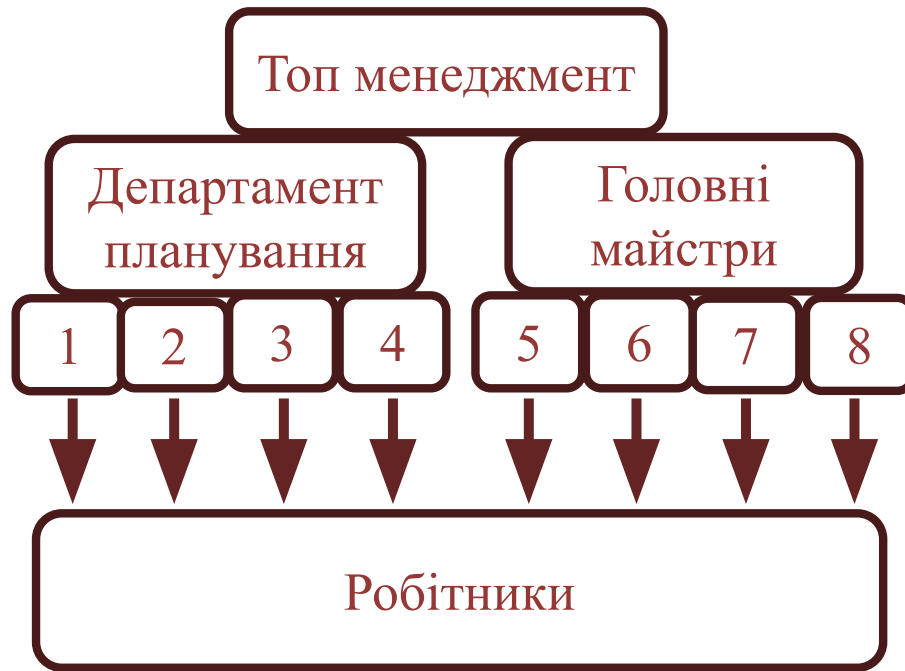 Топ менеджмент
Департамент
планування
Головні
майстри
1
2
3
4
5
6
7
8
Робітники